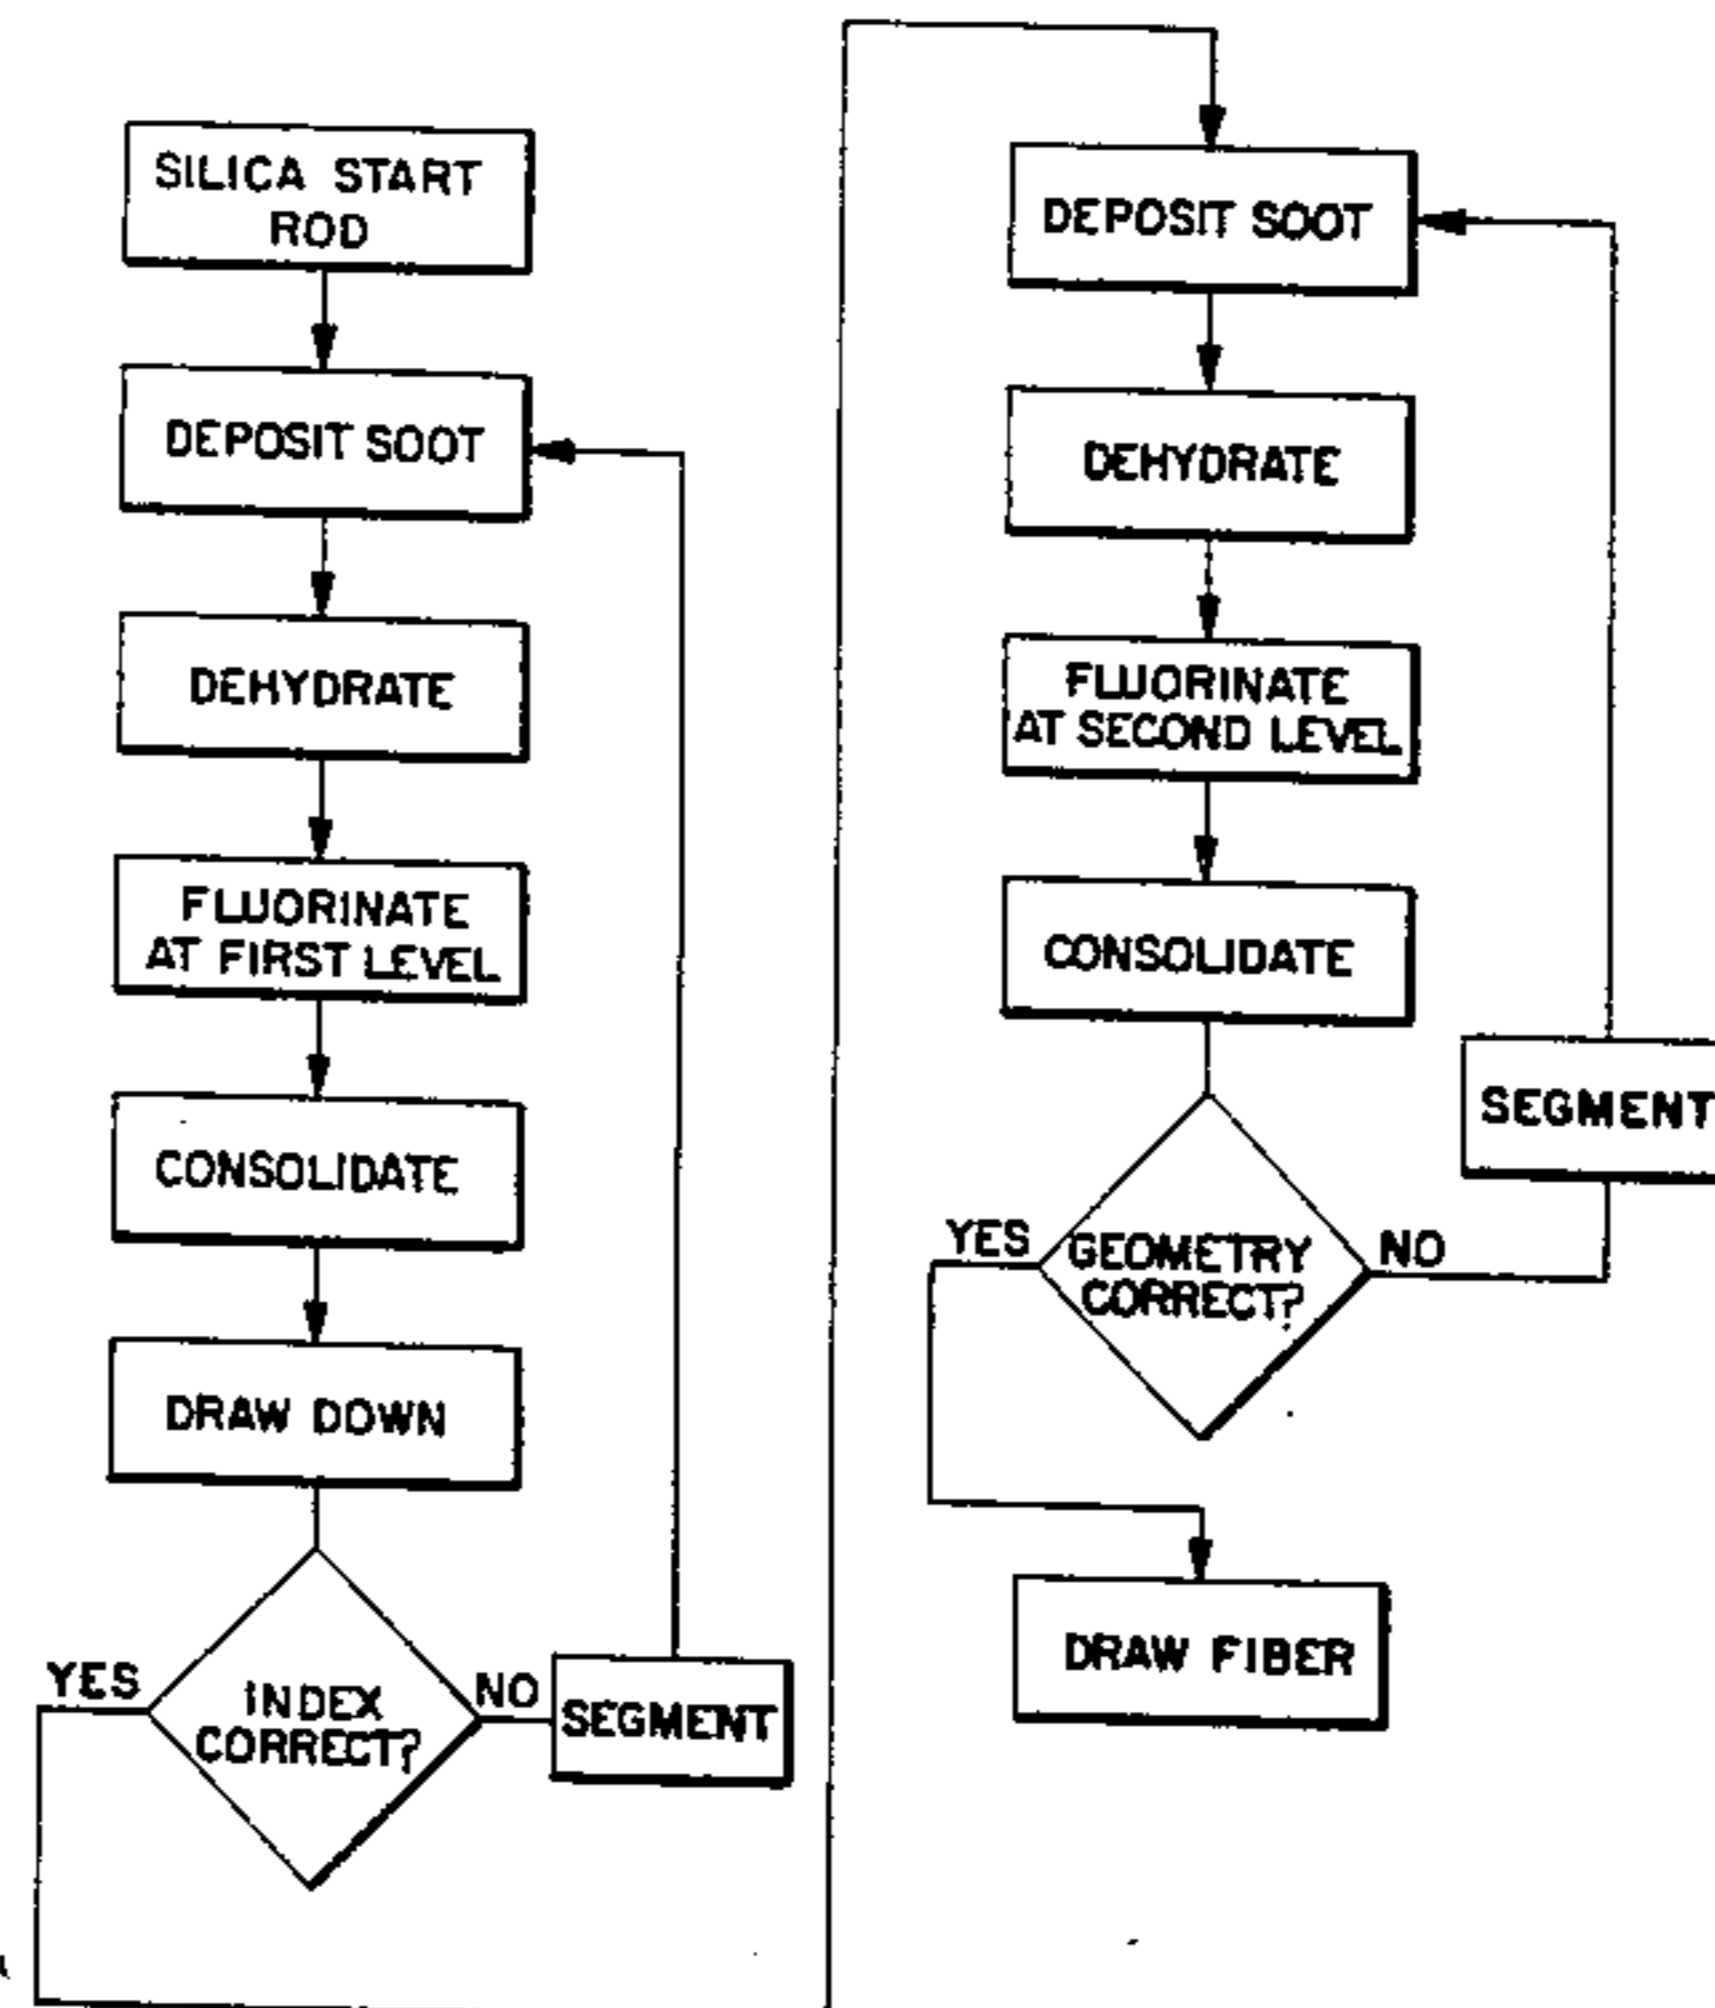 SILICA START
ROD
DEPOSIT SOOT
DEHYDRATE
FLUORINATE
AT FIRST LEVEL
CONSOLIDATE
DRAW DOWN
YES
INDEX
CORRECT?
NO
SEGMENT
DEPOSIT SOOT
DEHYDRATE
FLUORINATE
AT SECOND LEVEL
CONSOLIDATE
SEGMENT
YES
GEOMETRY
CORRECT?
NO
DRAW FIBER